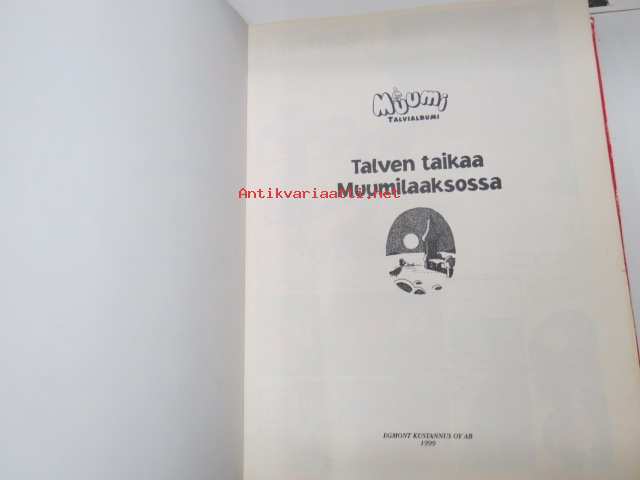 Muumi
TALVIALBUMI
Talven taikaa
Muumilaaksossa
Antikvariaatti.net
EGMONT KUSTANNUS OY AB
1999